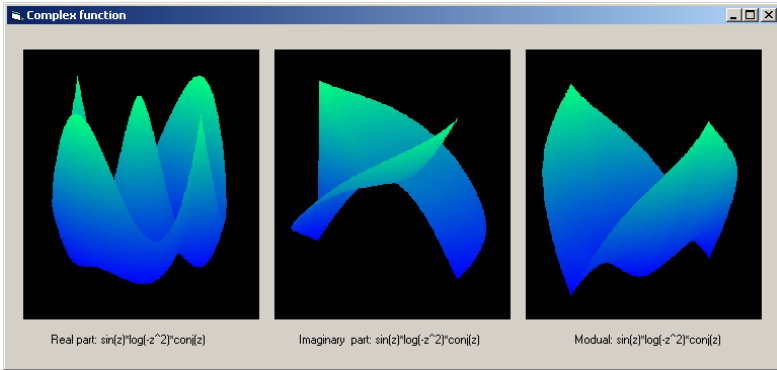 Complex function
Real part: sin(z)*log(-z^2)*conj(z)
Imaginary part: sin(z)*log(-z^2)*conj(z)
Modual: sin(z)*log(-z^2)*conj(z)